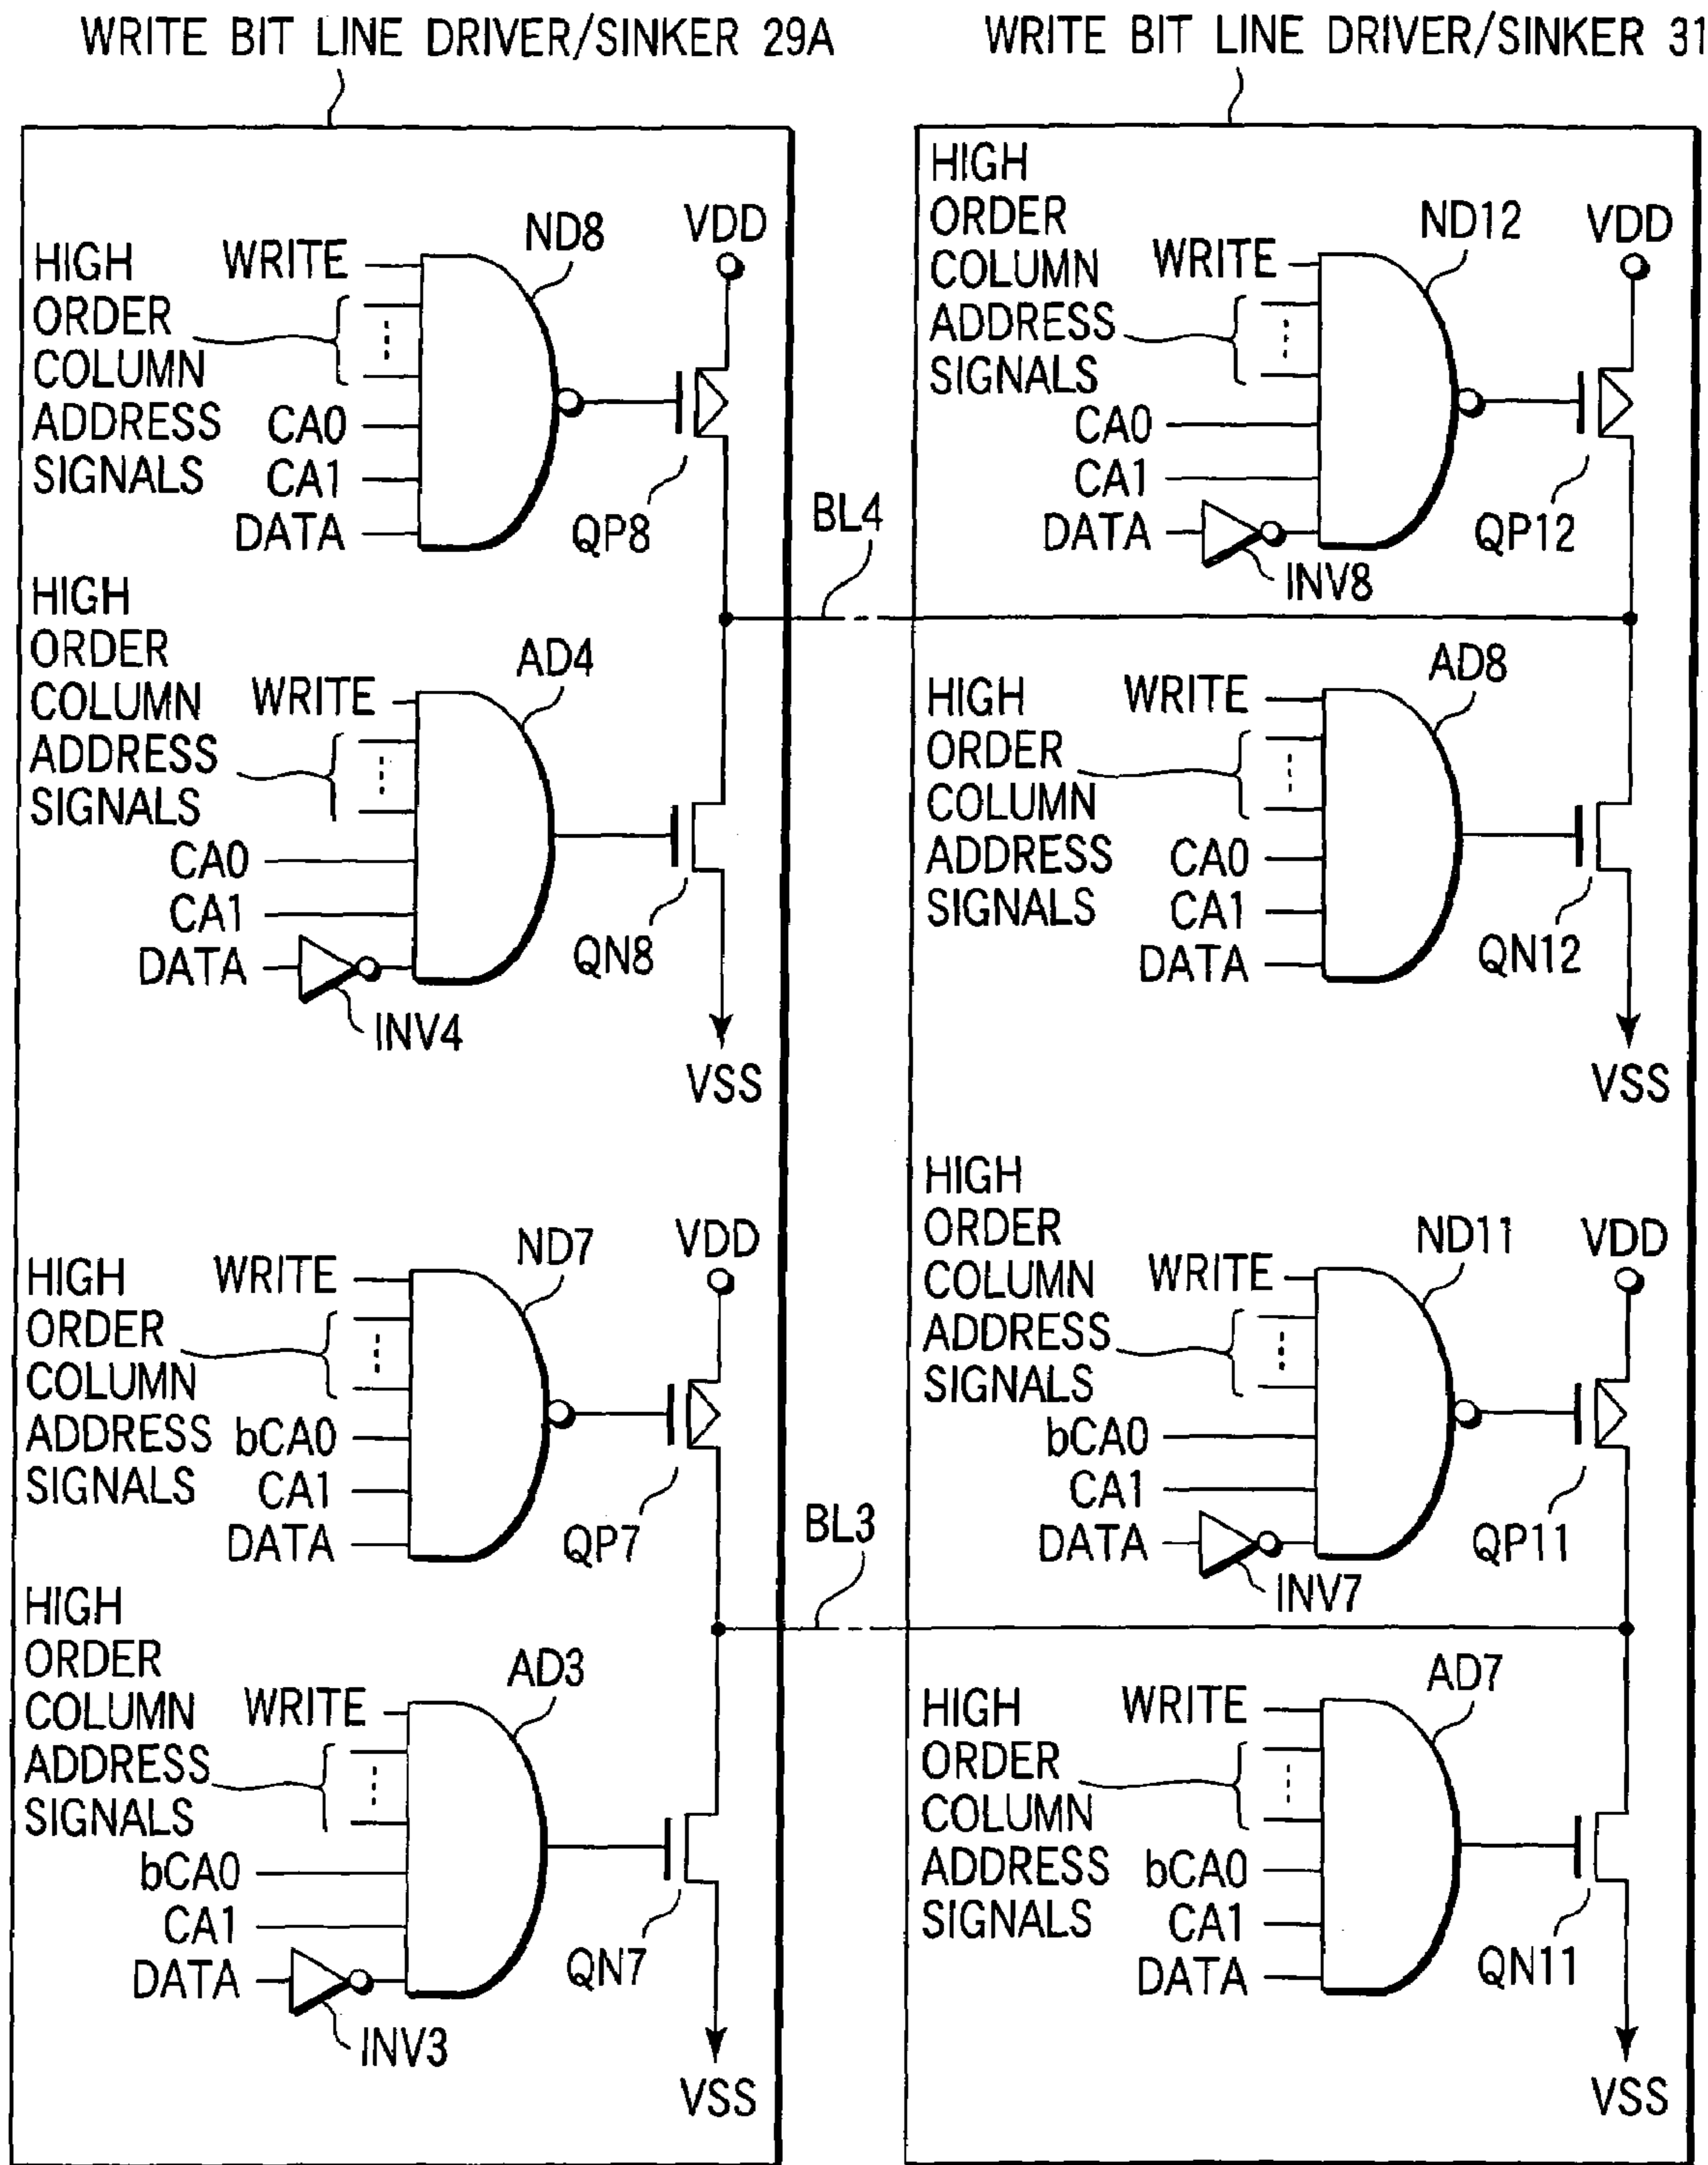 WRITE BIT LINE DRIVER/SINKER 29A
WRITE BIT LINE DRIVER/SINKER 31
HIGH
ORDER
COLUMN
ADDRESS
SIGNALS
WRITE
CA0
CA1
DATA
ND8
VDD
QP8
BL4
HIGH
ORDER
COLUMN
ADDRESS
SIGNALS
WRITE
CA0
CA1
DATA
INV8
ND12
VDD
QP12
HIGH
ORDER
COLUMN
ADDRESS
SIGNALS
WRITE
CA0
CA1
DATA
INV4
AD4
QN8
VSS
HIGH
ORDER
COLUMN
ADDRESS
SIGNALS
WRITE
CA0
CA1
DATA
AD8
QN12
VSS
HIGH
ORDER
COLUMN
ADDRESS
SIGNALS
WRITE
bCA0
CA1
DATA
ND7
VDD
QP7
BL3
HIGH
ORDER
COLUMN
ADDRESS
SIGNALS
WRITE
bCA0
CA1
DATA
INV7
ND11
VDD
QP11
HIGH
ORDER
COLUMN
ADDRESS
SIGNALS
WRITE
bCA0
CA1
DATA
INV3
AD3
QN7
VSS
HIGH
ORDER
COLUMN
ADDRESS
SIGNALS
WRITE
bCA0
CA1
DATA
AD7
QN11
VSS